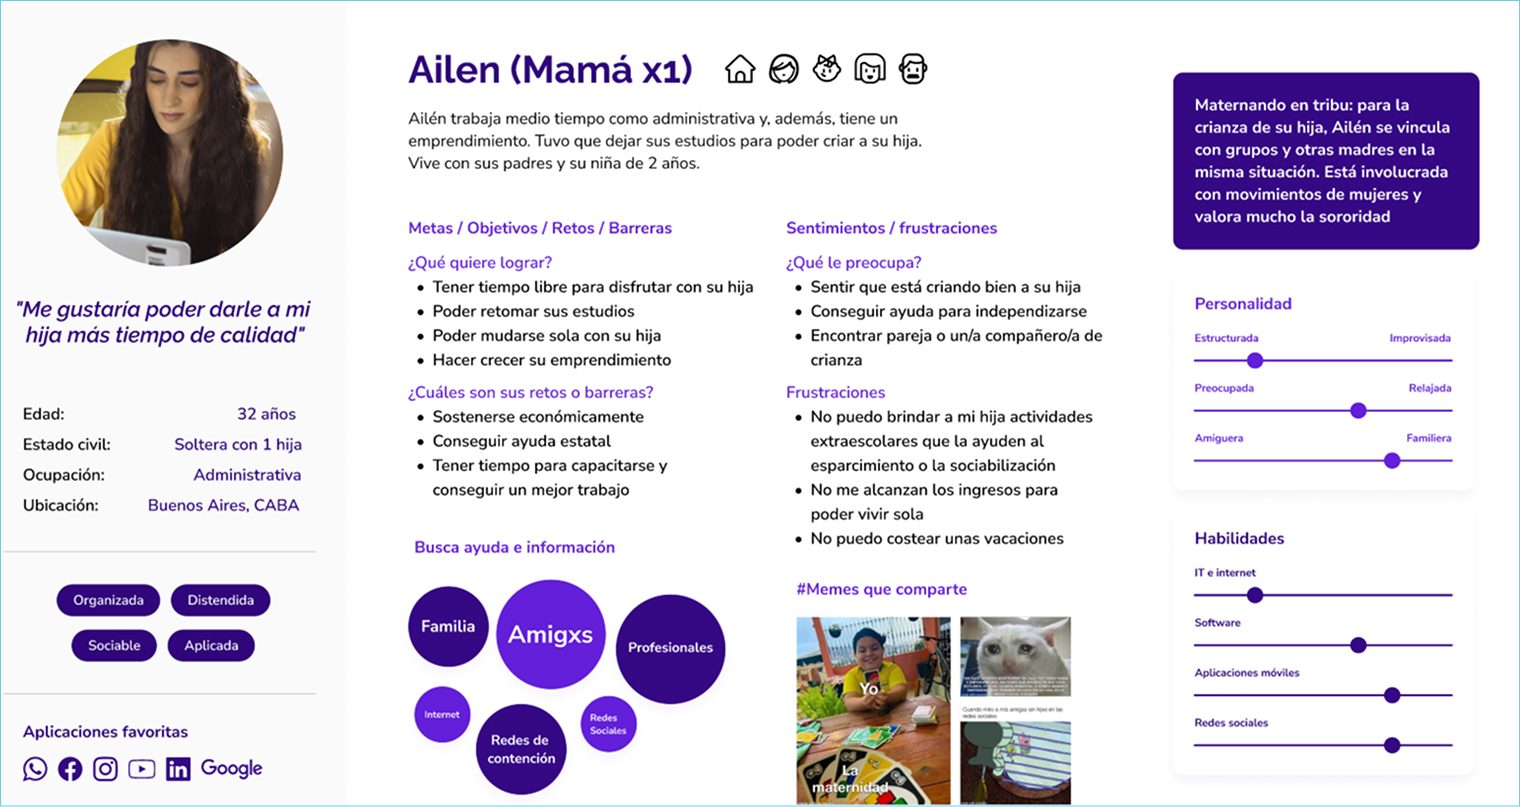 "Me gustaría poder darle a mi
hija más tiempo de calidad"
Edad: 32 años
Estado civil: Soltera con 1 hija
Ocupación: Administrativa
Ubicación: Buenos Aires, CABA
Organizada Distendida
Sociable Aplicada
Aplicaciones favoritas
Google
Ailen (Mamá x1)
Ailén trabaja medio tiempo como administrativa y, además, tiene un
emprendimiento. Tuvo que dejar sus estudios para poder criar a su hija.
Vive con sus padres y su niña de 2 años.
Metas / Objetivos / Retos / Barreras
¿Qué quiere lograr?
• Tener tiempo libre para disfrutar con su hija
• Poder retomar sus estudios
• Poder mudarse sola con su hija
• Hacer crecer su emprendimiento
¿Cuáles son sus retos o barreras?
• Sostenerse económicamente
• Conseguir ayuda estatal
• Tener tiempo para capacitarse y
conseguir un mejor trabajo
Busca ayuda e información
Familia
Amigxs
Profesionales
Internet
Redes de
contención
Redes
Sociales
Sentimientos / frustraciones
¿Qué le preocupa?
• Sentir que está criando bien a su hija
• Conseguir ayuda para independizarse
• Encontrar pareja o un/a compañero/a de
crianza
Frustraciones
• No puedo brindar a mi hija actividades
extraescolares que la ayuden al
esparcimiento o la sociabilización
• No me alcanzan los ingresos para
poder vivir sola
• No puedo costear unas vacaciones
#Memes que comparte
Yo
La
maternidad
Cuando miro a mis amigas sin hijxs en las
redes sociales
Maternando en tribu: para la
crianza de su hija, Ailén se vincula
con grupos y otras madres en la
misma situación. Está involucrada
con movimientos de mujeres y
valora mucho la sororidad
Personalidad
Estructurada Improvisada
Preocupada Relajada
Amiguera Familiera
Habilidades
IT e internet
Software
Aplicaciones móviles
Redes sociales